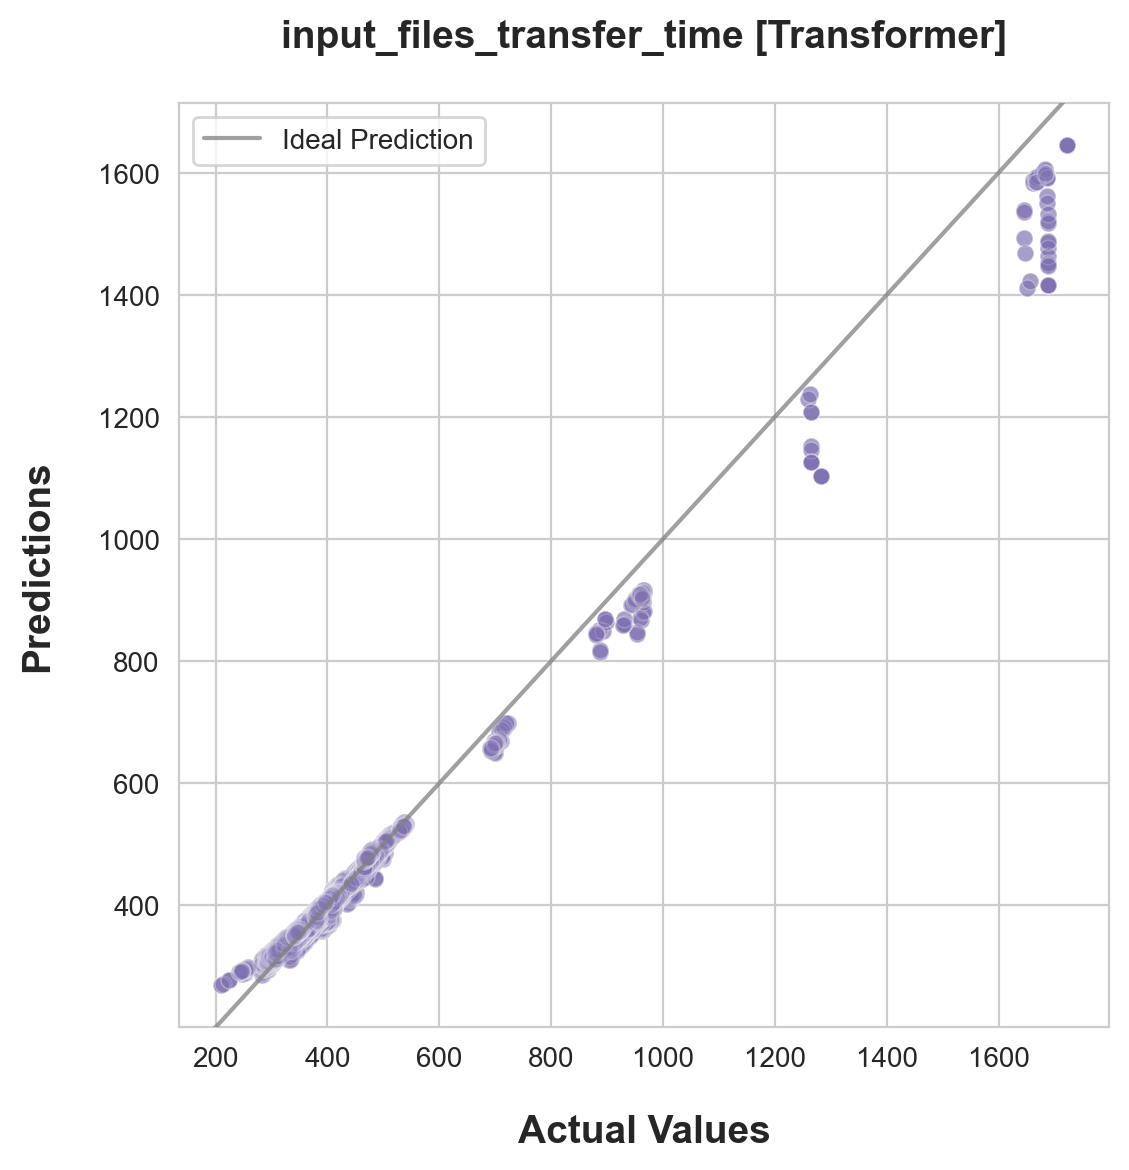 input_files_transfer_time [Transformer]
Ideal Prediction
1600
1400
1200
1000
800
600
400
Predictions
200 400 600 800 1000 1200 1400 1600
Actual Values